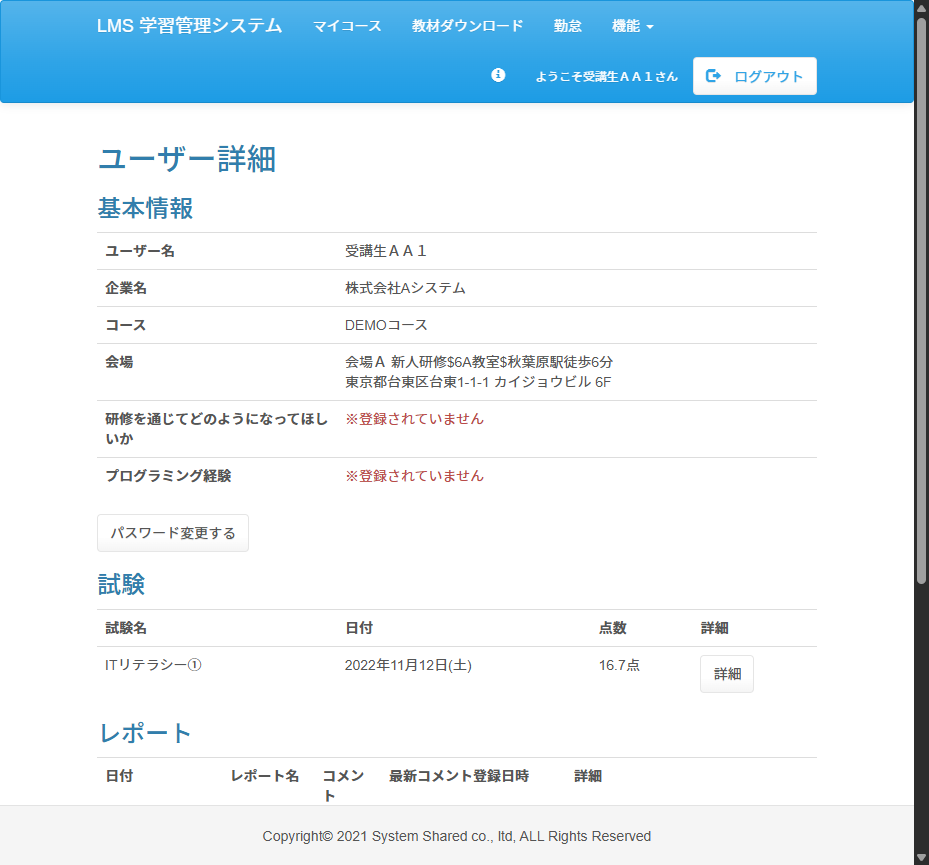 LMS 学習管理システム マイコース 教材ダウンロード 勤怠 機能
ようこそ受講生ＡＡ１さん ログアウト
ユーザー詳細
基本情報
ユーザー名 受講生ＡＡ１
企業名 株式会社Aシステム
コース DEMOコース
会場 会場Ａ 新人研修$6A教室$秋葉原駅徒歩6分
東京都台東区台東1-1-1 カイジョウビル 6F
研修を通じてどのようになってほし ※登録されていません
いか
プログラミング経験 ※登録されていません
パスワード変更する
試験
試験名 日付 点数 詳細
ITリテラシー① 2022年11月12日(土) 16.7点 詳細
レポート
日付 レポート名 コメン 最新コメント登録日時 詳細
ト
Copyright© 2021 System Shared co., ltd, ALL Rights Reserved